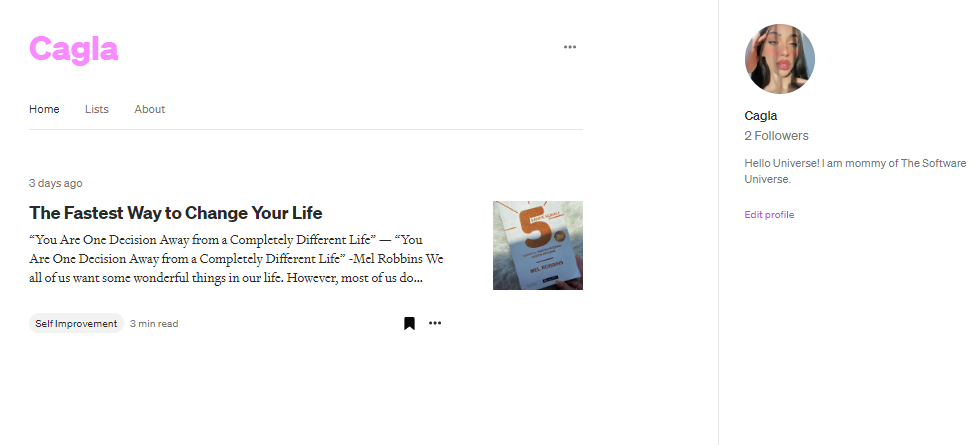 Cagla
Home Lists About
3 days ago
The Fastest Way to Change Your Life
“You Are One Decision Away from a Completely Different Life” — “You
Are One Decision Away from a Completely Different Life” -Mel Robbins We
all of us want some wonderful things in our life. However, most of us do...
5
MEL ROBBINS
Self Improvement 3 min read
Cagla
2 Followers
Hello Universe! I am mommy of The Software
Universe.
Edit profile